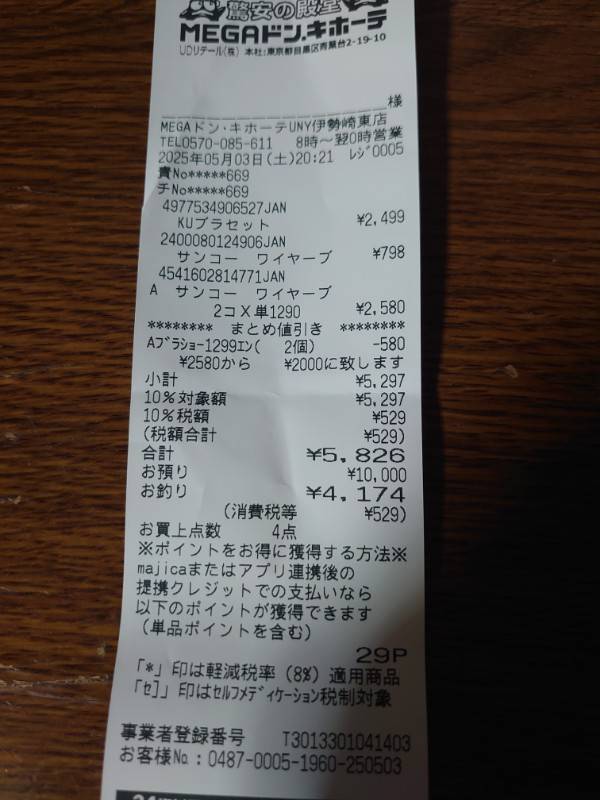 驚安の殿堂
MEGAドン.キホーテ
UDリテール(株) 本社:東京都目黒区青葉台2-19-10
様
MEGAドン・キホーテUNY伊勢崎東店
TEL0570-085-611 8時~翌0時営業
2025年05月03日(土)20:21 レジ0005
責No*****669
チNo*****669
4977534906527JAN
KUブラセット ¥2,499
2400080124906JAN
サンコー ワイヤーブ ¥798
4541602814771JAN
A サンコー ワイヤーブ
2コX単1290 ¥2,580
******** まとめ値引き ********
Aブラショー1299エン( 2個) -580
¥2580から ¥2000に致します
小計 ¥5,297
10%対象額 ¥5,297
10%税額 ¥529
(税額合計 ¥529)
合計 ¥5,826
お預り ¥10,000
お釣り ¥4,174
(消費税等 ¥529)
お買上点数 4点
※ポイントをお得に獲得する方法※
majicaまたはアプリ連携後の
提携クレジットでの支払いなら
以下のポイントが獲得できます
(単品ポイントを含む)
29P
「*」印は軽減税率(8%)適用商品
「セ]」印はセルフメディケーション税制対象
事業者登録番号 T3013301041403
お客様No:0487-0005-1960-250503